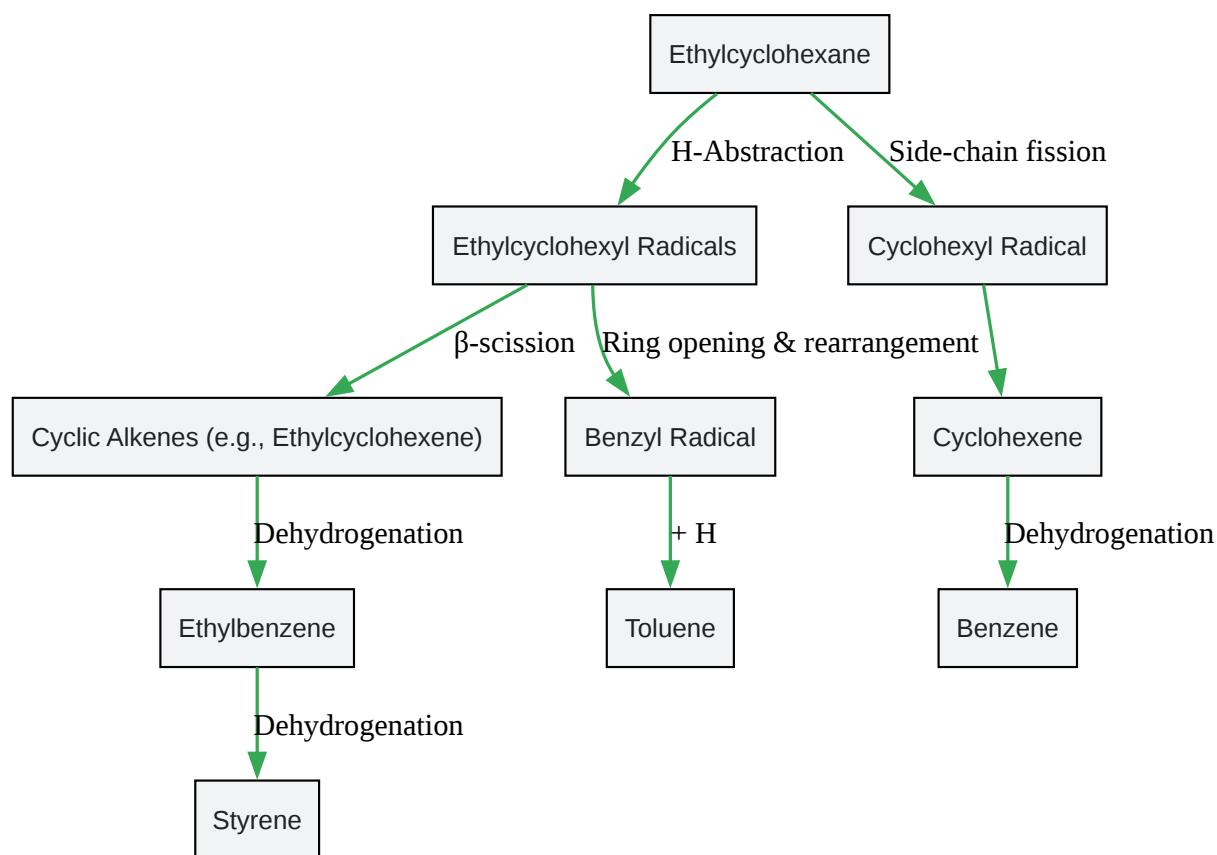 Ethylcyclohexane
H-Abstraction
Side-chain fission
Ethylcyclohexyl Radicals
Cyclohexyl Radical
β-scission
Ring opening & rearrangement
Cyclic Alkenes (e.g., Ethylcyclohexene)
Benzyl Radical
Cyclohexene
Dehydrogenation
+ H
Dehydrogenation
Ethylbenzene
Toluene
Benzene
Dehydrogenation
Styrene